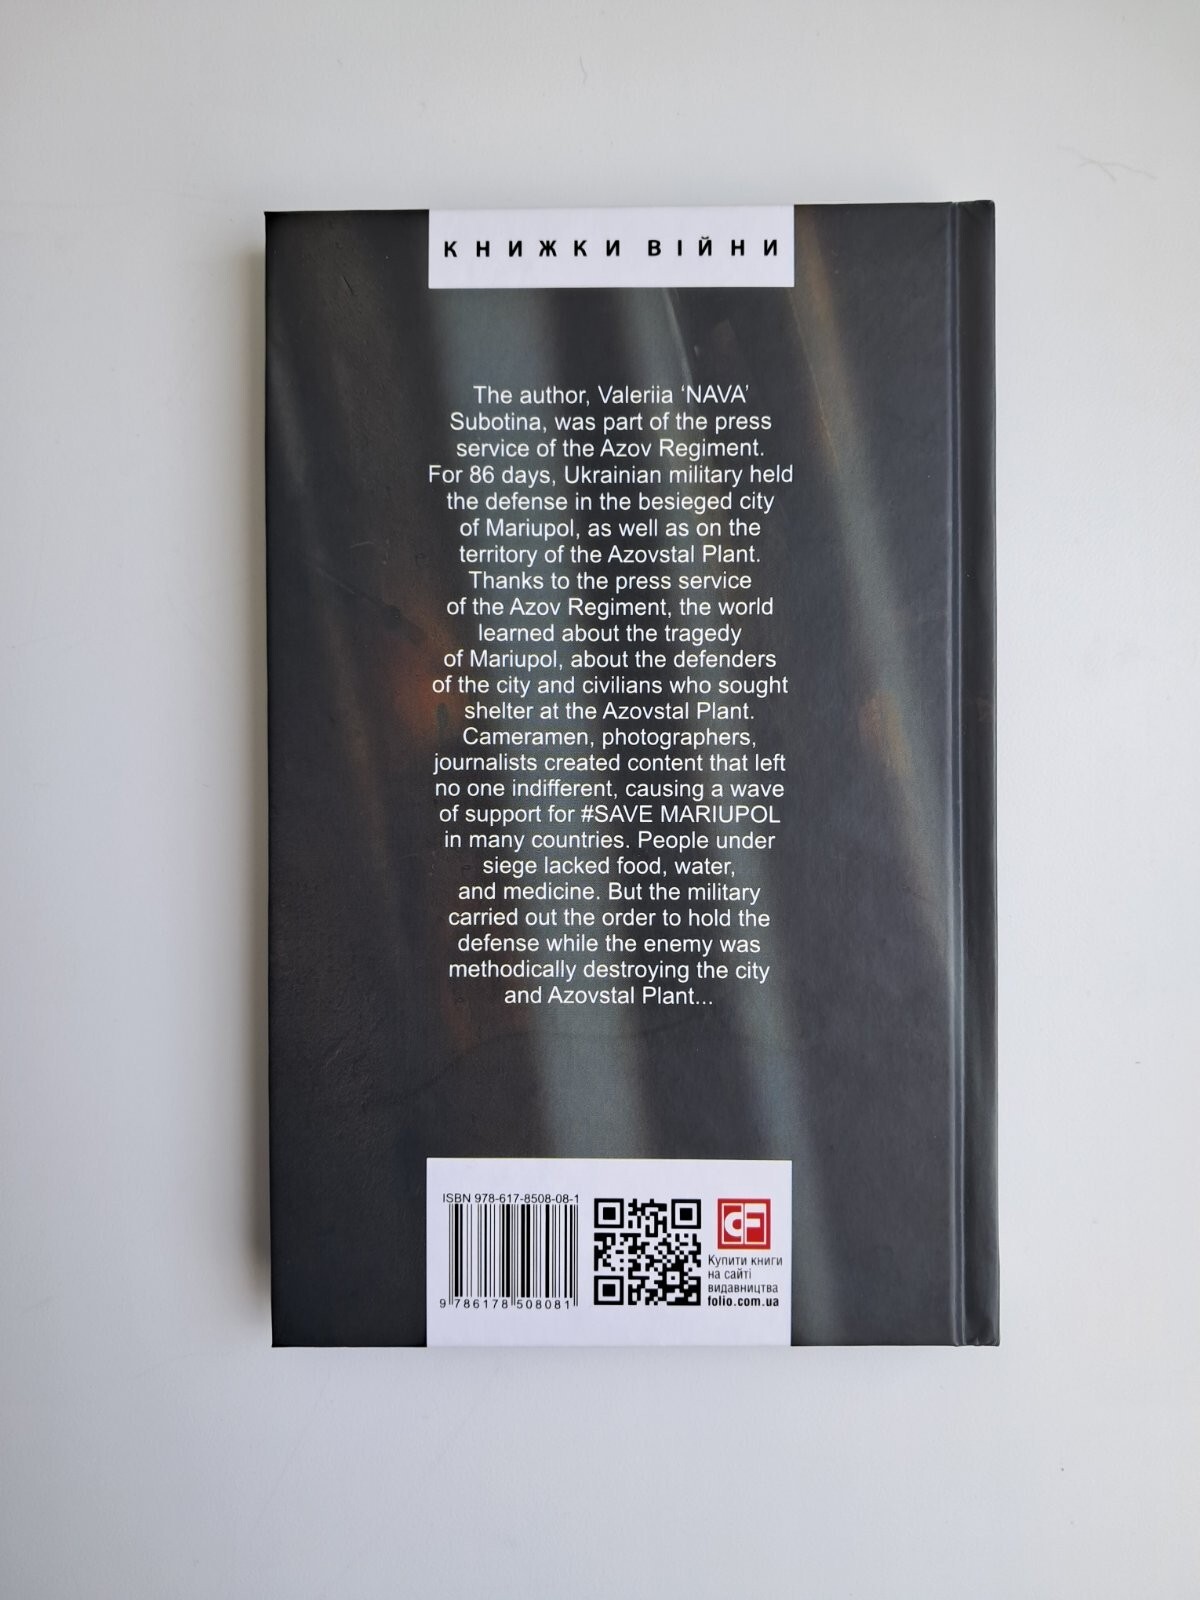 КНИЖКИ ВІЙНИ
The author, Valeriia ‘NAVA’
Subotina, was part of the press
service of the Azov Regiment.
For 86 days, Ukrainian military held
the defense in the besieged city
of Mariupol, as well as on the
territory of the Azovstal Plant.
Thanks to the press service
of the Azov Regiment, the world
learned about the tragedy
of Mariupol, about the defenders
of the city and civilians who sought
shelter at the Azovstal Plant.
Cameramen, photographers,
journalists created content that left
no one indifferent, causing a wave
of support for #SAVE MARIUPOL
in many countries. People under
siege lacked food, water,
and medicine. But the military
carried out the order to hold the
defense while the enemy was
methodically destroying the city
and Azovstal Plant...
ISBN 978-617-8508-08-1
9 786178 508081
Купити книги
на сайті
видавництва
folio.com.ua